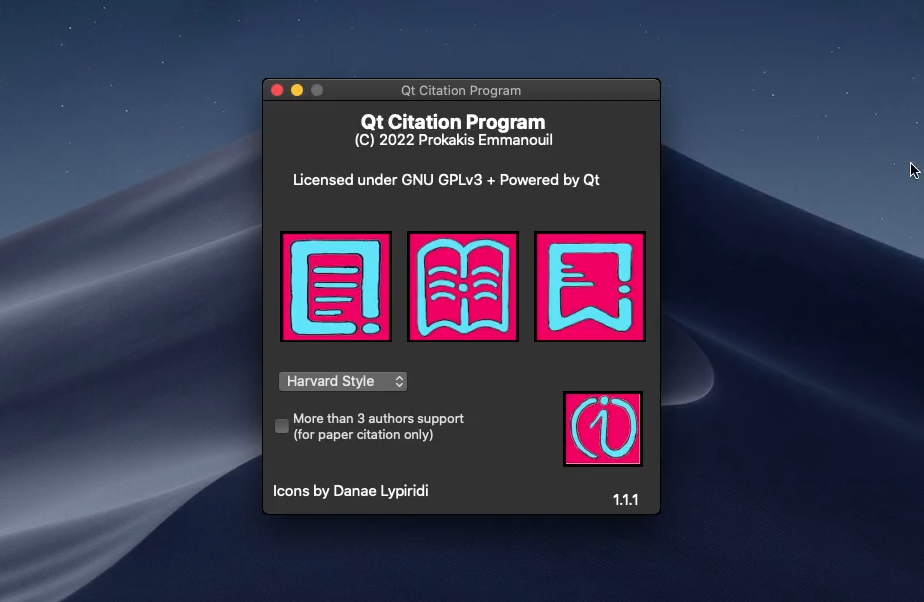 Qt Citation Program
Qt Citation Program
(C) 2022 Prokakis Emmanouil
Licensed under GNU GPLv3 + Powered by Qt
Harvard Style
More than 3 authors support
(for paper citation only)
Icons by Danae Lypiridi
1.1.1